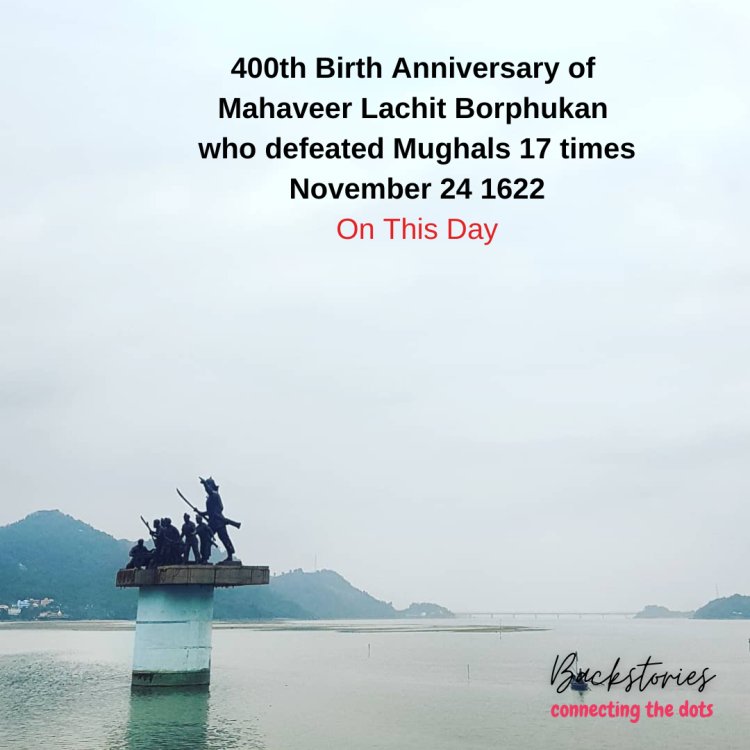 400th Birth Anniversary of
Mahaveer Lachit Borphukan
who defeated Mughals 17 times
November 24 1622
On This Day
Backstories
connecting the dots